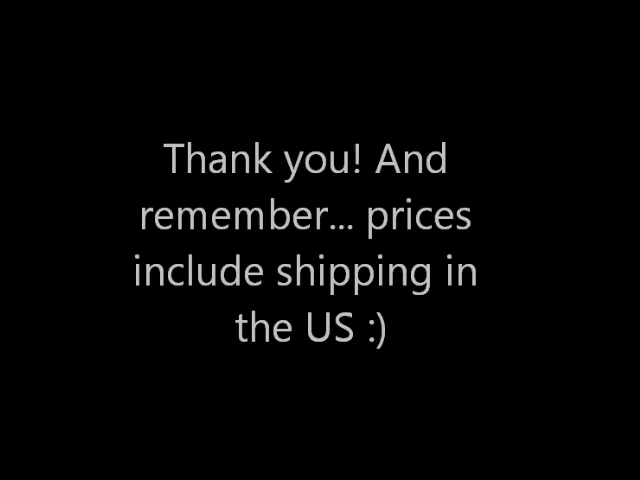 Thank you! And
remember... prices
include shipping in
the US :)